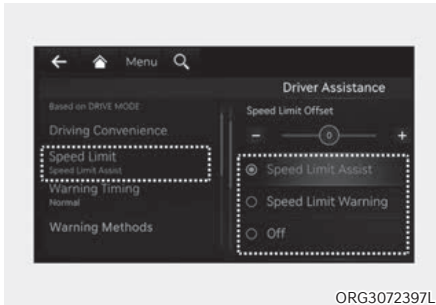 Menu
Driver Assistance
Based on DRIVE MODE
Driving Convenience
Speed Limit
Speed Limit Assist
Warning Timing
Normal
Warning Methods
Speed Limit Offset
- 0 +
Speed Limit Assist
Speed Limit Warning
Off
ORG3072397L